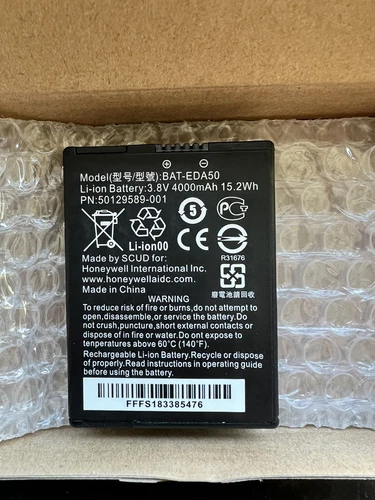 Model(型号/型號):BAT-EDA50
Li-ion Battery:3.8V 4000mAh 15.2Wh
PN:50129589-001
5
Li-ion00
R31676
Made by SCUD for:
Honeywell International Inc.
www.honeywellaidc.com
Made in China
廢電池請回收
WARNING
To reduce risk of fire or burns,do not attempt to
open,disassemble,or service the battery.Do
not crush,puncture,short external contacts or
dispose of in fire or water.Do ont expose to
temperatures above 60℃ (140℉).
Rechargeable Li-ion Battery.Recycle or dispose
of properly.Read instructions in operating guide
before using the battery.
FFFS183385476